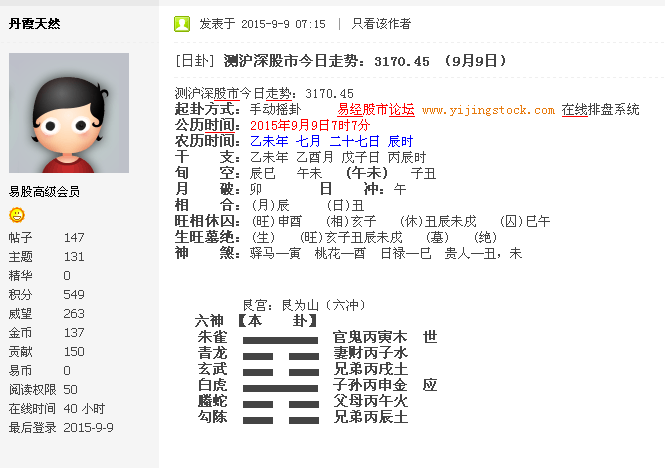 丹霞天然
发表于 2015-9-9 07:15 | 只看该作者
[日卦] 测沪深股市今日走势：3170.45 （9月9日）
测沪深股市今日走势：3170.45
起卦方式：手动摇卦 易经股市论坛 www.yijingstock.com 在线排盘系统
公历时间：2015年9月9日7时7分
农历时间：乙未年 七月 二十七日 辰时
干 支：乙未年 乙酉月 戊子日 丙辰时
旬 空：辰巳 午未 （午未） 子丑
月 破：卯 日 冲：午
相 合：(月)辰 (日)丑
旺相休囚：(旺)申酉 (相)亥子 (休)丑辰未戌 (囚)巳午
生旺墓绝：(生) (旺)亥子丑辰未戌 (墓) (绝)
神 煞：驿马—寅 桃花—酉 日禄—巳 贵人—丑，未
艮宫：艮为山（六冲）
六神 【本 卦】
朱雀 官鬼丙寅木 世
青龙 妻财丙子水
玄武 兄弟丙戌土
白虎 子孙丙申金 应
螣蛇 父母丙午火
勾陈 兄弟丙辰土
易股高级会员
帖子 147
主题 131
精华 0
积分 549
威望 263
金币 137
贡献 150
易币 0
阅读权限 50
在线时间 40 小时
最后登录 2015-9-9